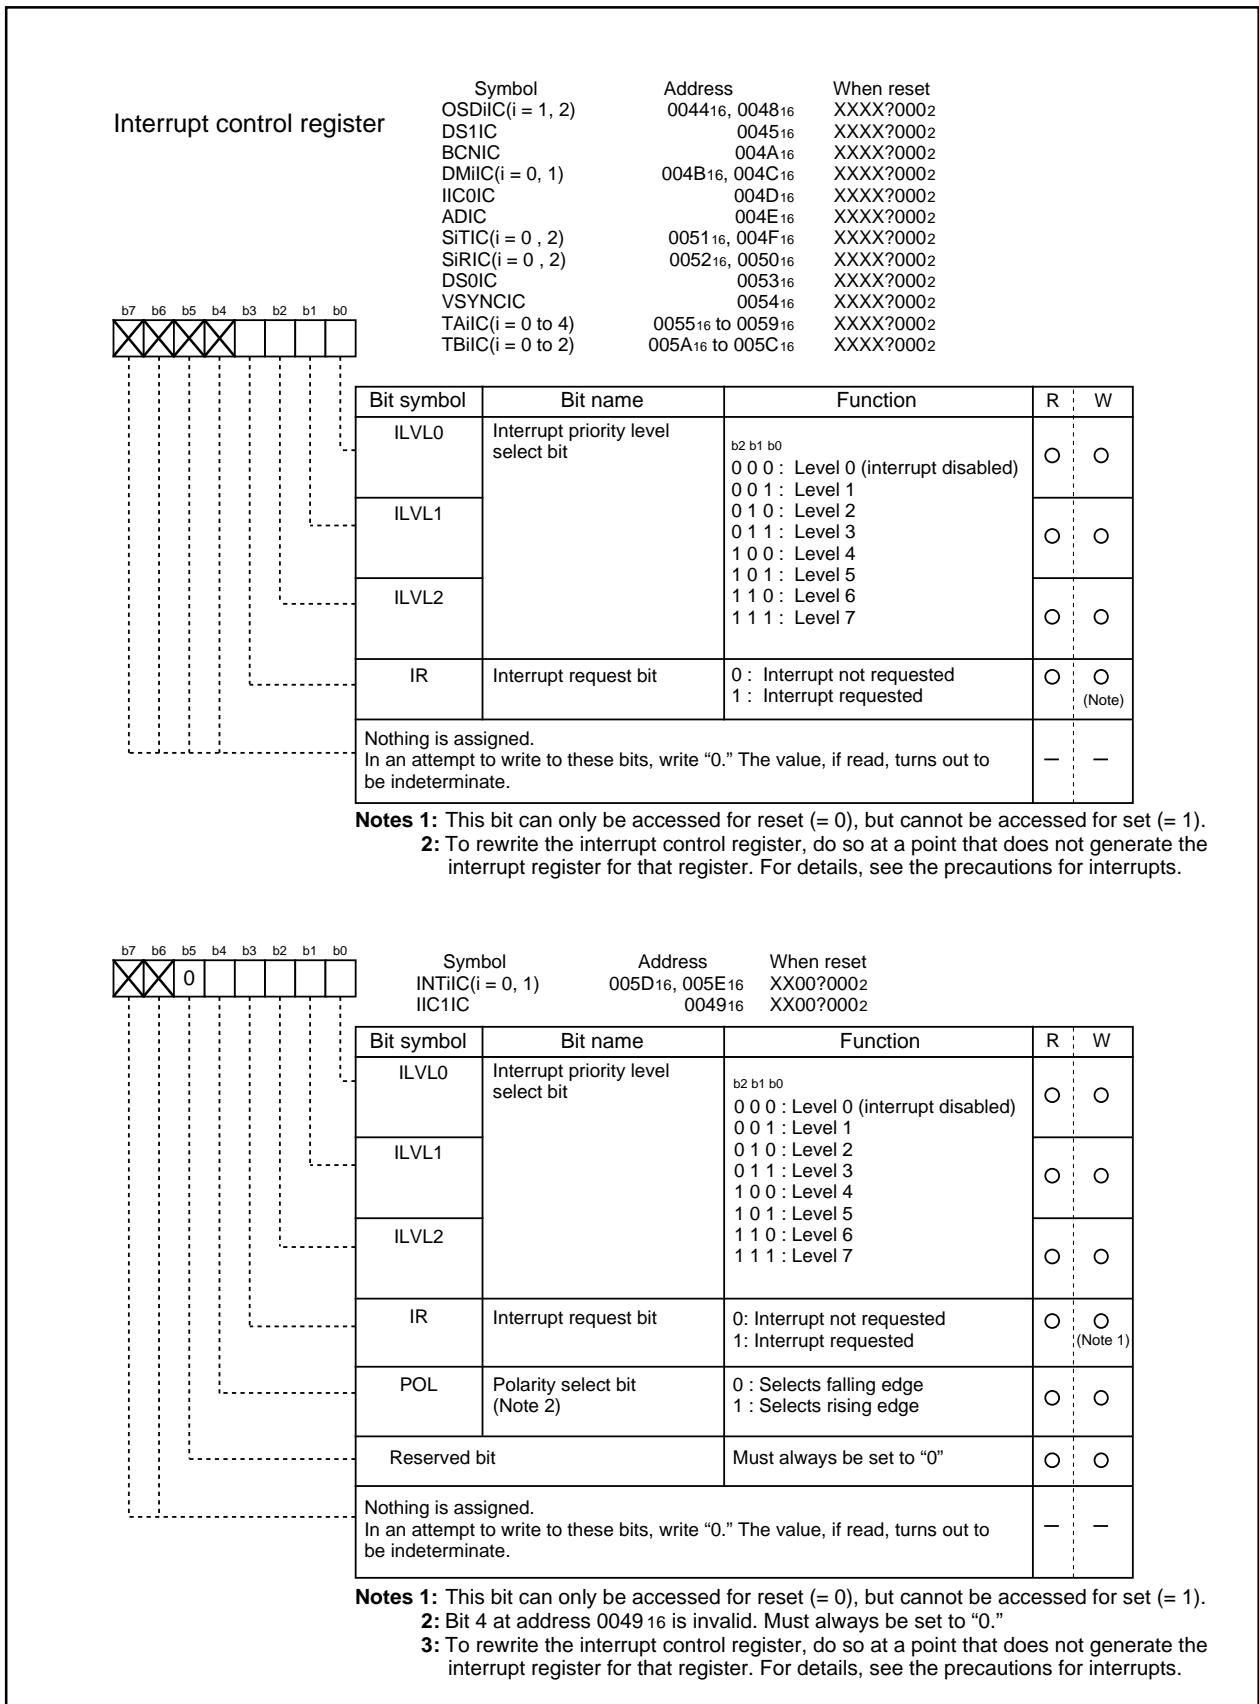 Interrupt control register
Symbol Address When reset
OSDiIC(i = 1, 2) 004416, 004816 XXXX?0002
DS1IC 004516 XXXX?0002
BCNIC 004A16 XXXX?0002
DMiIC(i = 0, 1) 004B16, 004C16 XXXX?0002
IIC0IC 004D16 XXXX?0002
ADIC 004E16 XXXX?0002
SiTIC(i = 0 , 2) 005116, 004F16 XXXX?0002
SiRIC(i = 0 , 2) 005216, 005016 XXXX?0002
DS0IC 005316 XXXX?0002
VSYNCIC 005416 XXXX?0002
TAiIC(i = 0 to 4) 005516 to 005916 XXXX?0002
TBiIC(i = 0 to 2) 005A16 to 005C16 XXXX?0002
b7 b6 b5 b4 b3 b2 b1 b0
Bit symbol Bit name Function R W
ILVL0 Interrupt priority level
select bit
b2 b1 b0
0 0 0 : Level 0 (interrupt disabled)
0 0 1 : Level 1
ILVL1 0 1 0 : Level 2
0 1 1 : Level 3
1 0 0 : Level 4
1 0 1 : Level 5
ILVL2 1 1 0 : Level 6
1 1 1 : Level 7
IR Interrupt request bit 0 : Interrupt not requested
1 : Interrupt requested
(Note)
Nothing is assigned.
In an attempt to write to these bits, write “0.” The value, if read, turns out to
be indeterminate.
– –
Notes 1: This bit can only be accessed for reset (= 0), but cannot be accessed for set (= 1).
2: To rewrite the interrupt control register, do so at a point that does not generate the
interrupt register for that register. For details, see the precautions for interrupts.
b7 b6 b5 b4 b3 b2 b1 b0
0
Symbol Address When reset
INTiIC(i = 0, 1) 005D16, 005E16 XX00?0002
IIC1IC 004916 XX00?0002
Bit symbol Bit name Function R W
ILVL0 Interrupt priority level
select bit
b2 b1 b0
0 0 0 : Level 0 (interrupt disabled)
0 0 1 : Level 1
ILVL1 0 1 0 : Level 2
0 1 1 : Level 3
1 0 0 : Level 4
1 0 1 : Level 5
ILVL2 1 1 0 : Level 6
1 1 1 : Level 7
IR Interrupt request bit 0: Interrupt not requested
1: Interrupt requested
(Note 1)
POL Polarity select bit 0 : Selects falling edge
(Note 2) 1 : Selects rising edge
Reserved bit Must always be set to “0”
Nothing is assigned.
In an attempt to write to these bits, write “0.” The value, if read, turns out to
be indeterminate.
– –
Notes 1: This bit can only be accessed for reset (= 0), but cannot be accessed for set (= 1).
2: Bit 4 at address 004916 is invalid. Must always be set to “0.”
3: To rewrite the interrupt control register, do so at a point that does not generate the
interrupt register for that register. For details, see the precautions for interrupts.